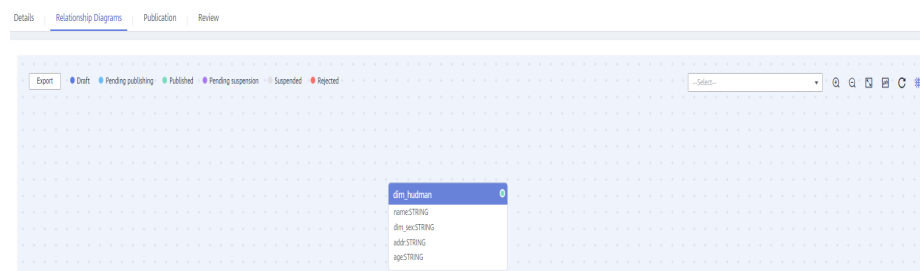 Details Relationship Diagrams Publication Review
Export Draft Pending publishing Published Pending suspension Suspended Rejected --Select--
dim_hudman
name:STRING
dim_sex:STRING
addr:STRING
age:STRING